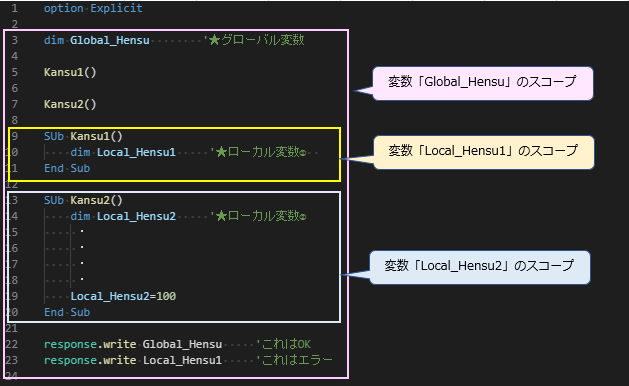 1 option Explicit
2
3 dim Global_Hensu '★グローバル変数
4
5 Kansu1()
6
7 Kansu2()
8
9 SUb Kansu1()
10 dim Local_Hensu1 '★ローカル変数①
11 End Sub
12
13 SUb Kansu2()
14 dim Local_Hensu2 '★ローカル変数②
15 ・
16 ・
17 ・
18 ・
19 Local_Hensu2=100
20 End Sub
21
22 response.write Global_Hensu 'これはOK
23 response.write Local_Hensu1 'これはエラー
24
変数「Global_Hensu」のスコープ
変数「Local_Hensu1」のスコープ
変数「Local_Hensu2」のスコープ